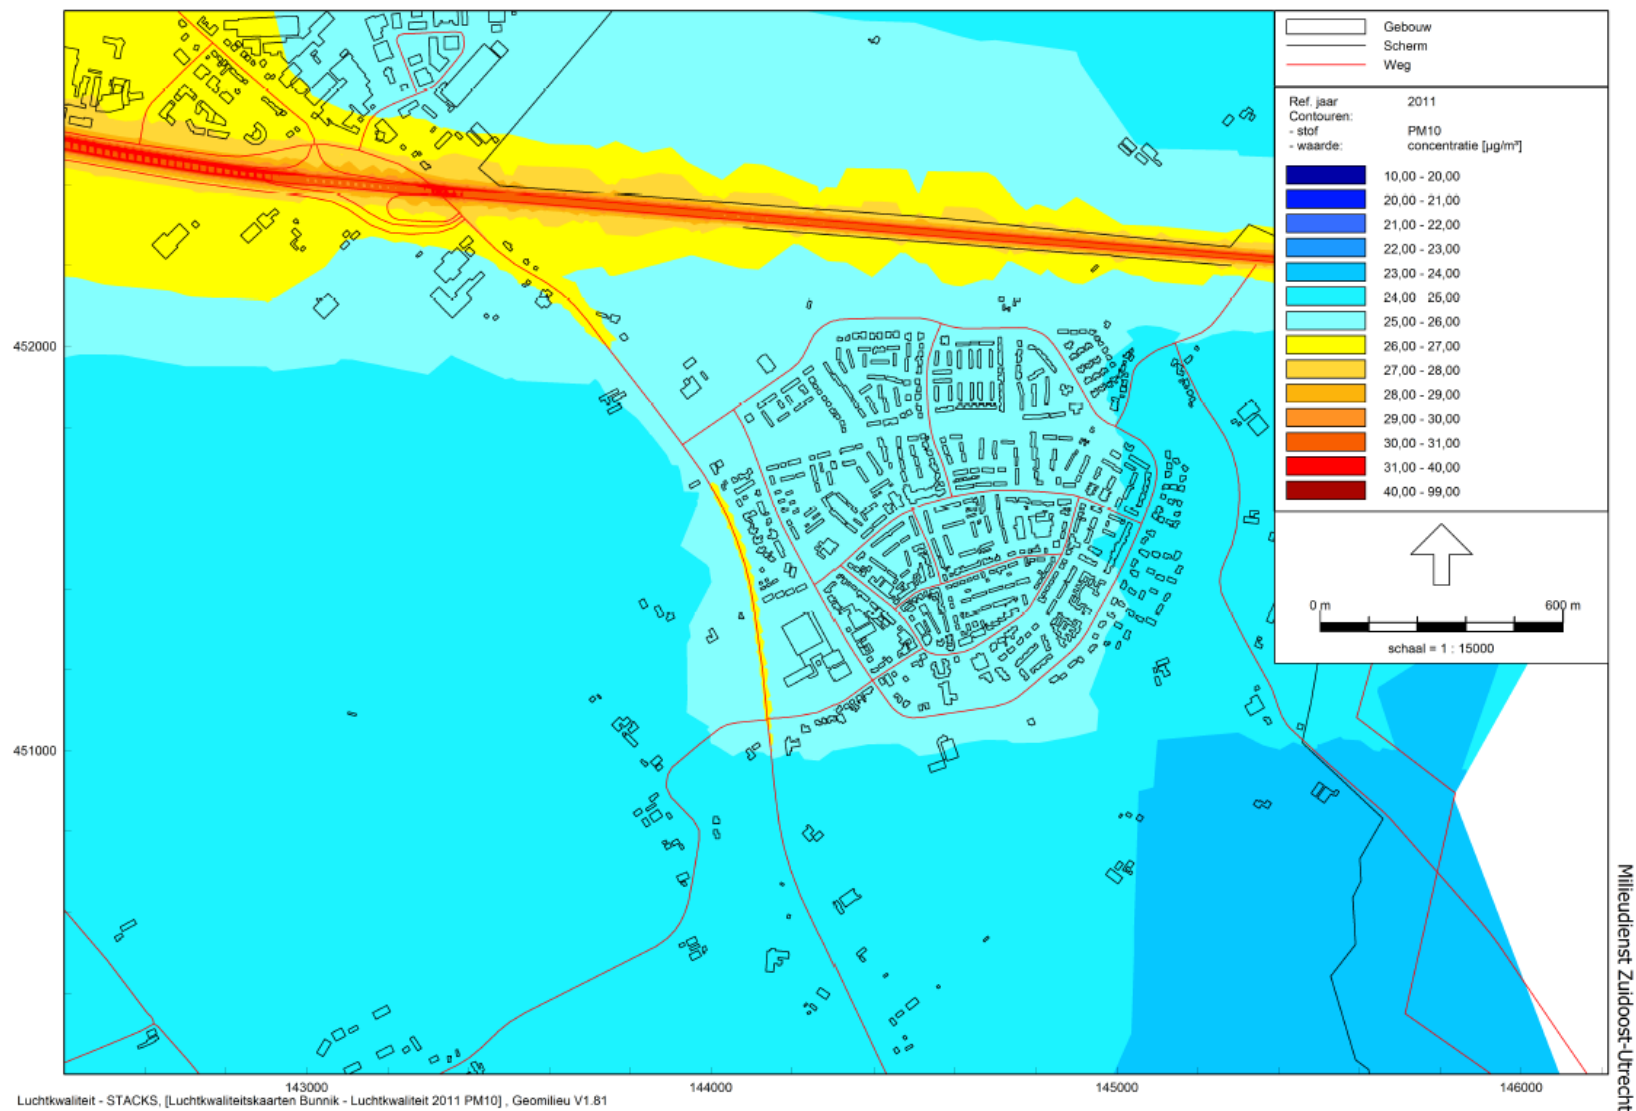 Gebouw
Scherm
Weg
Ref. jaar 2011
Contouren:
- stof PM10
- waarde: concentratie [µg/m³]
10,00 - 20,00
20,00 - 21,00
21,00 - 22,00
22,00 - 23,00
23,00 - 24,00
24,00 - 25,00
25,00 - 26,00
26,00 - 27,00
27,00 - 28,00
28,00 - 29,00
29,00 - 30,00
30,00 - 31,00
31,00 - 40,00
40,00 - 99,00
0 m 600 m
schaal = 1 : 15000
452000
451000
143000 144000 145000 146000
Milieudienst Zuidoost-Utrecht
Luchtkwaliteit - STACKS, [Luchtkwaliteitskaarten Bunnik - Luchtkwaliteit 2011 PM10] , Geomilieu V1.81